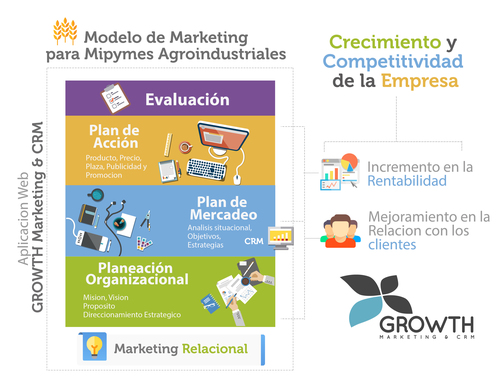 Modelo de Marketing
para Mipymes Agroindustriales
Aplicacion Web
GROWTH Marketing & CRM
Evaluación
Plan de
Acción
Producto, Precio,
Plaza, Publicidad y
Promocion
Plan de
Mercadeo
Analisis situacional,
Objetivos,
Estrategias
CRM
Planeación
Organizacional
Mision, Vision
Proposito
Direccionamiento Estrategico
Marketing Relacional
Crecimiento y
Competitividad
de la Empresa
Incremento en la
Rentabilidad
Mejoramiento en la
Relacion con los
clientes
GROWTH
MARKETING & CRM